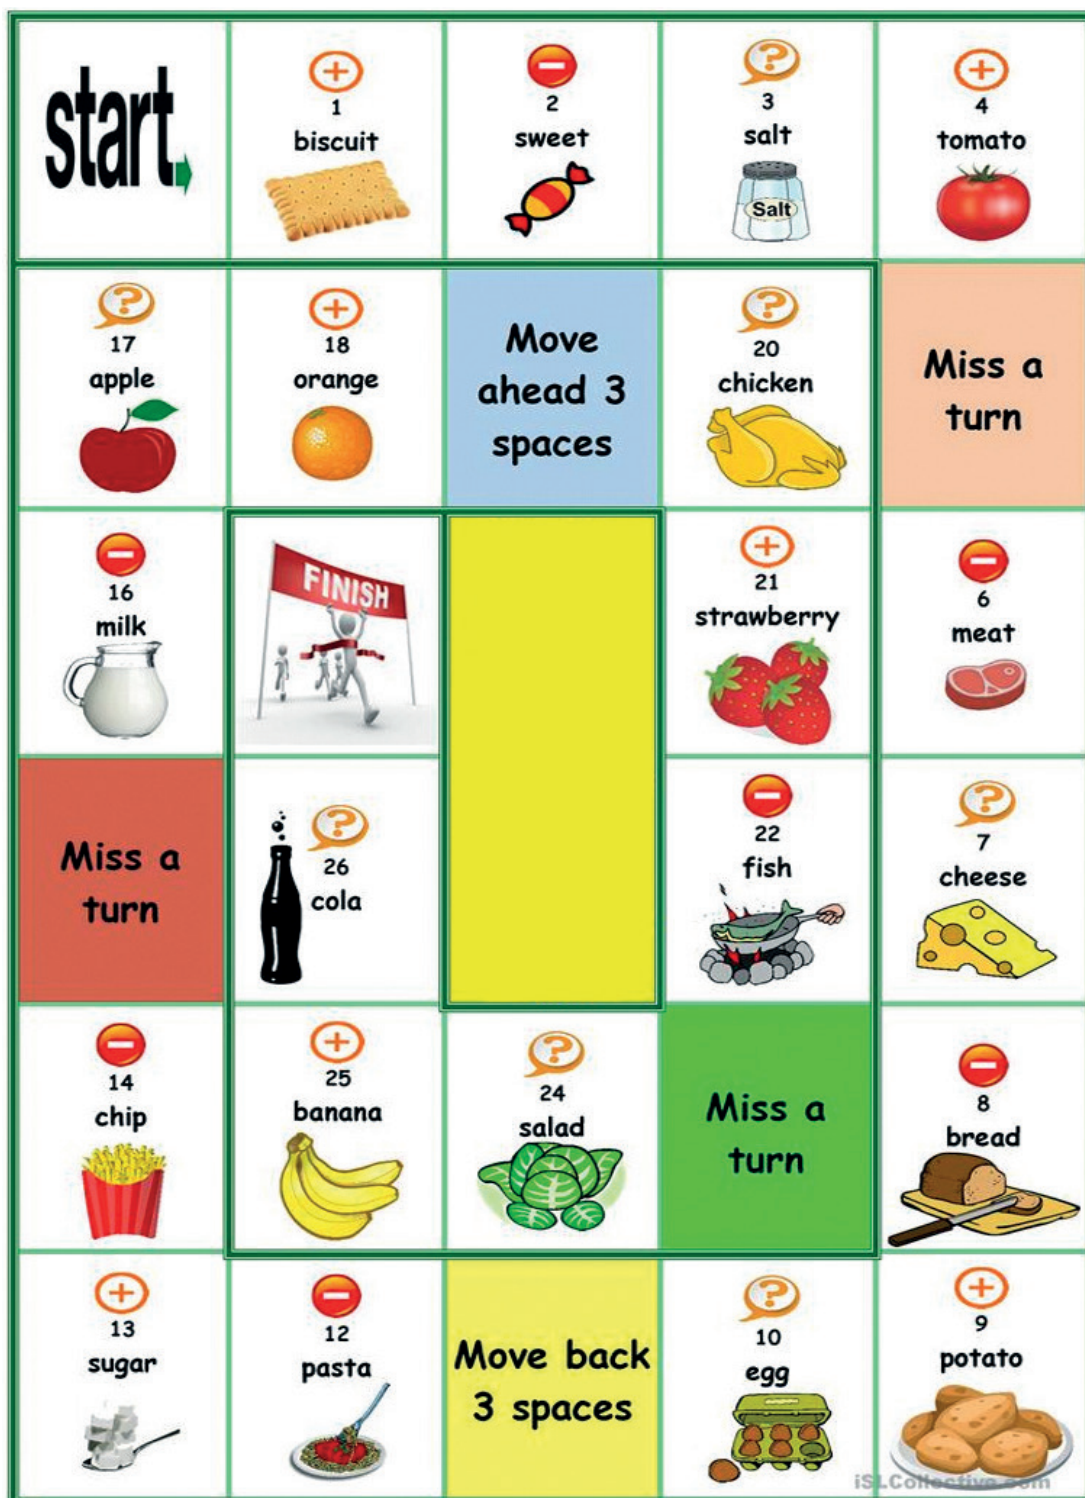 start
1
biscuit
2
sweet
3
salt
Salt
4
tomato
17
apple
18
orange
Move
ahead 3
spaces
20
chicken
Miss a
turn
16
milk
FINISH
21
strawberry
6
meat
Miss a
turn
26
cola
22
fish
7
cheese
14
chip
25
banana
24
salad
Miss a
turn
8
bread
13
sugar
12
pasta
Move back
3 spaces
10
egg
9
potato
iSLCollective.com